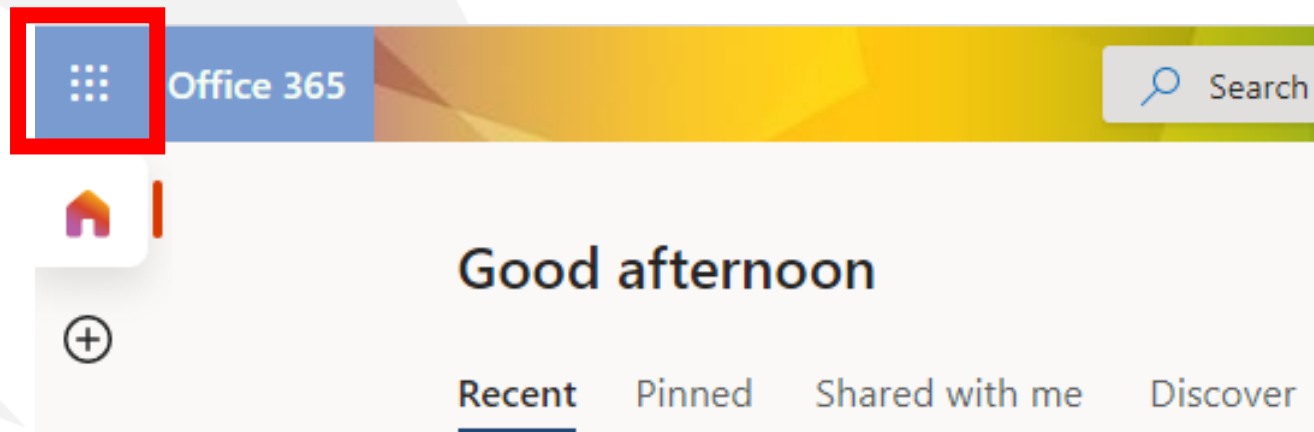 Office 365
Search
Good afternoon
Recent Pinned Shared with me Discover